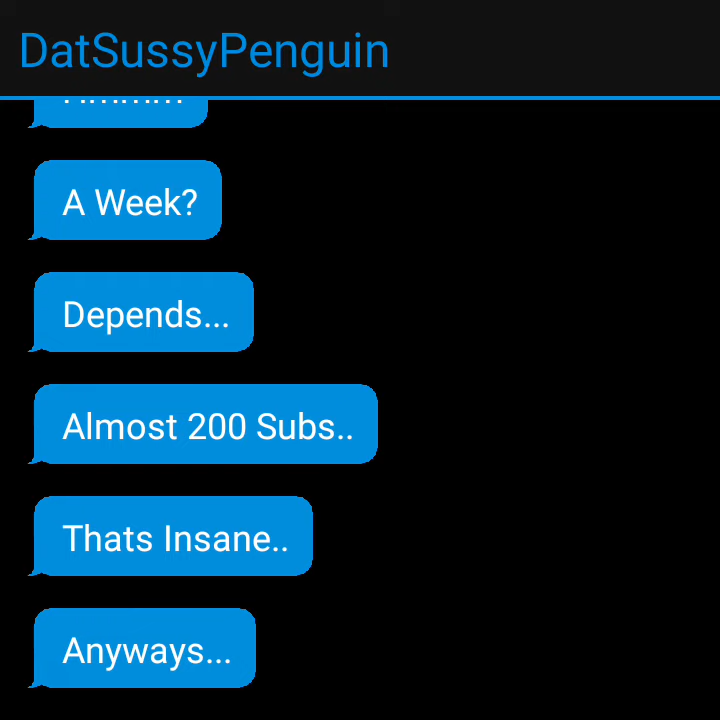 DatSussyPenguin
A Week?
Depends...
Almost 200 Subs..
Thats Insane..
Anyways...